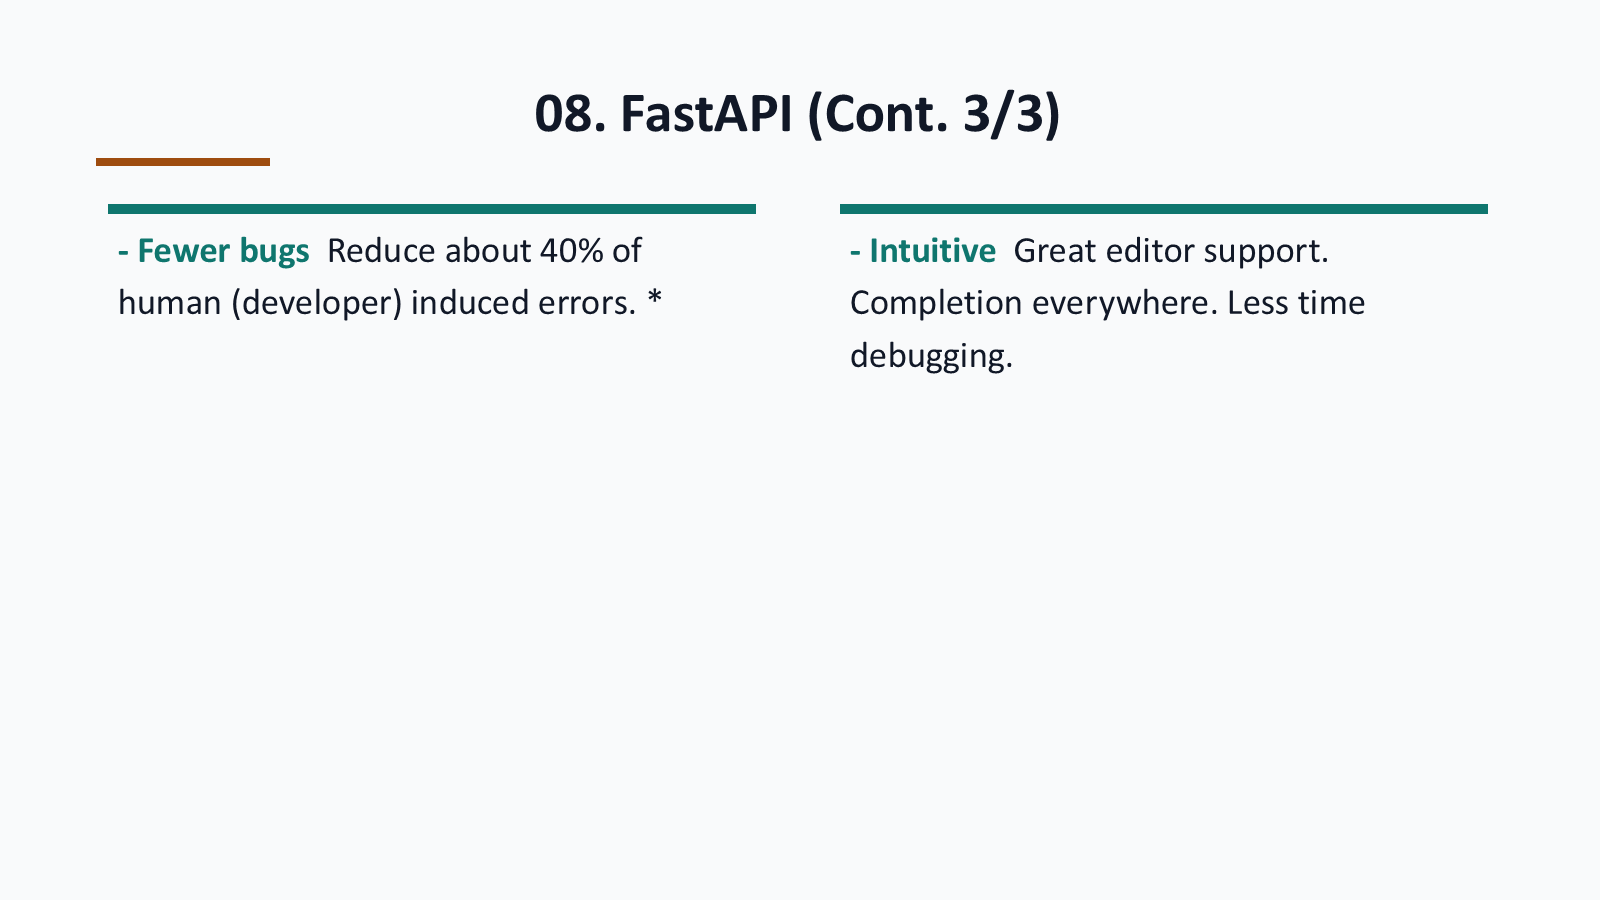 08. FastAPI (Cont. 3/3)
- Fewer bugs  Reduce about 40% of
human (developer) induced errors. *
- Intuitive  Great editor support.
Completion everywhere. Less time
debugging.